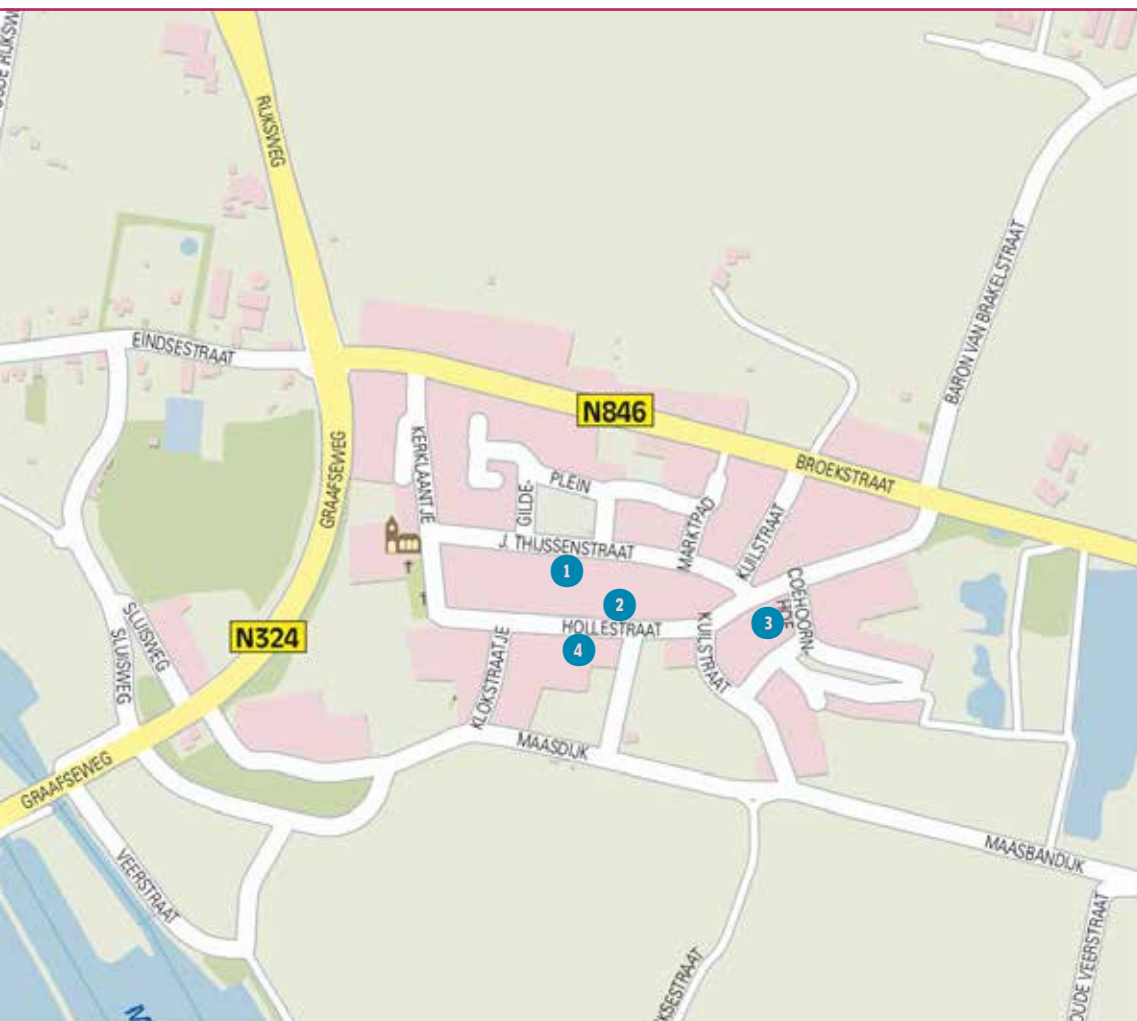 RIJKSWEG
BARON VAN BRAKELSTRAAT
EINDSESTRAAT
N846
GRAAFSEWEG
KERKLAANTJE
BROEKSTRAAT
PLEIN
GILDE-
MARKTPAD
KUILSTRAAT
J. THIJSSENSTRAAT
1
COEHOORN-
HOF
2
3
HOLLESTRAAT
4
KUILSTRAAT
SLUISWEG
SLUISWEG
N324
KLOKSTRAATJE
MAASDIJK
GRAAFSEWEG
VEERSTRAAT
MAASBANDIJK
OUDE VEERSTRAAT